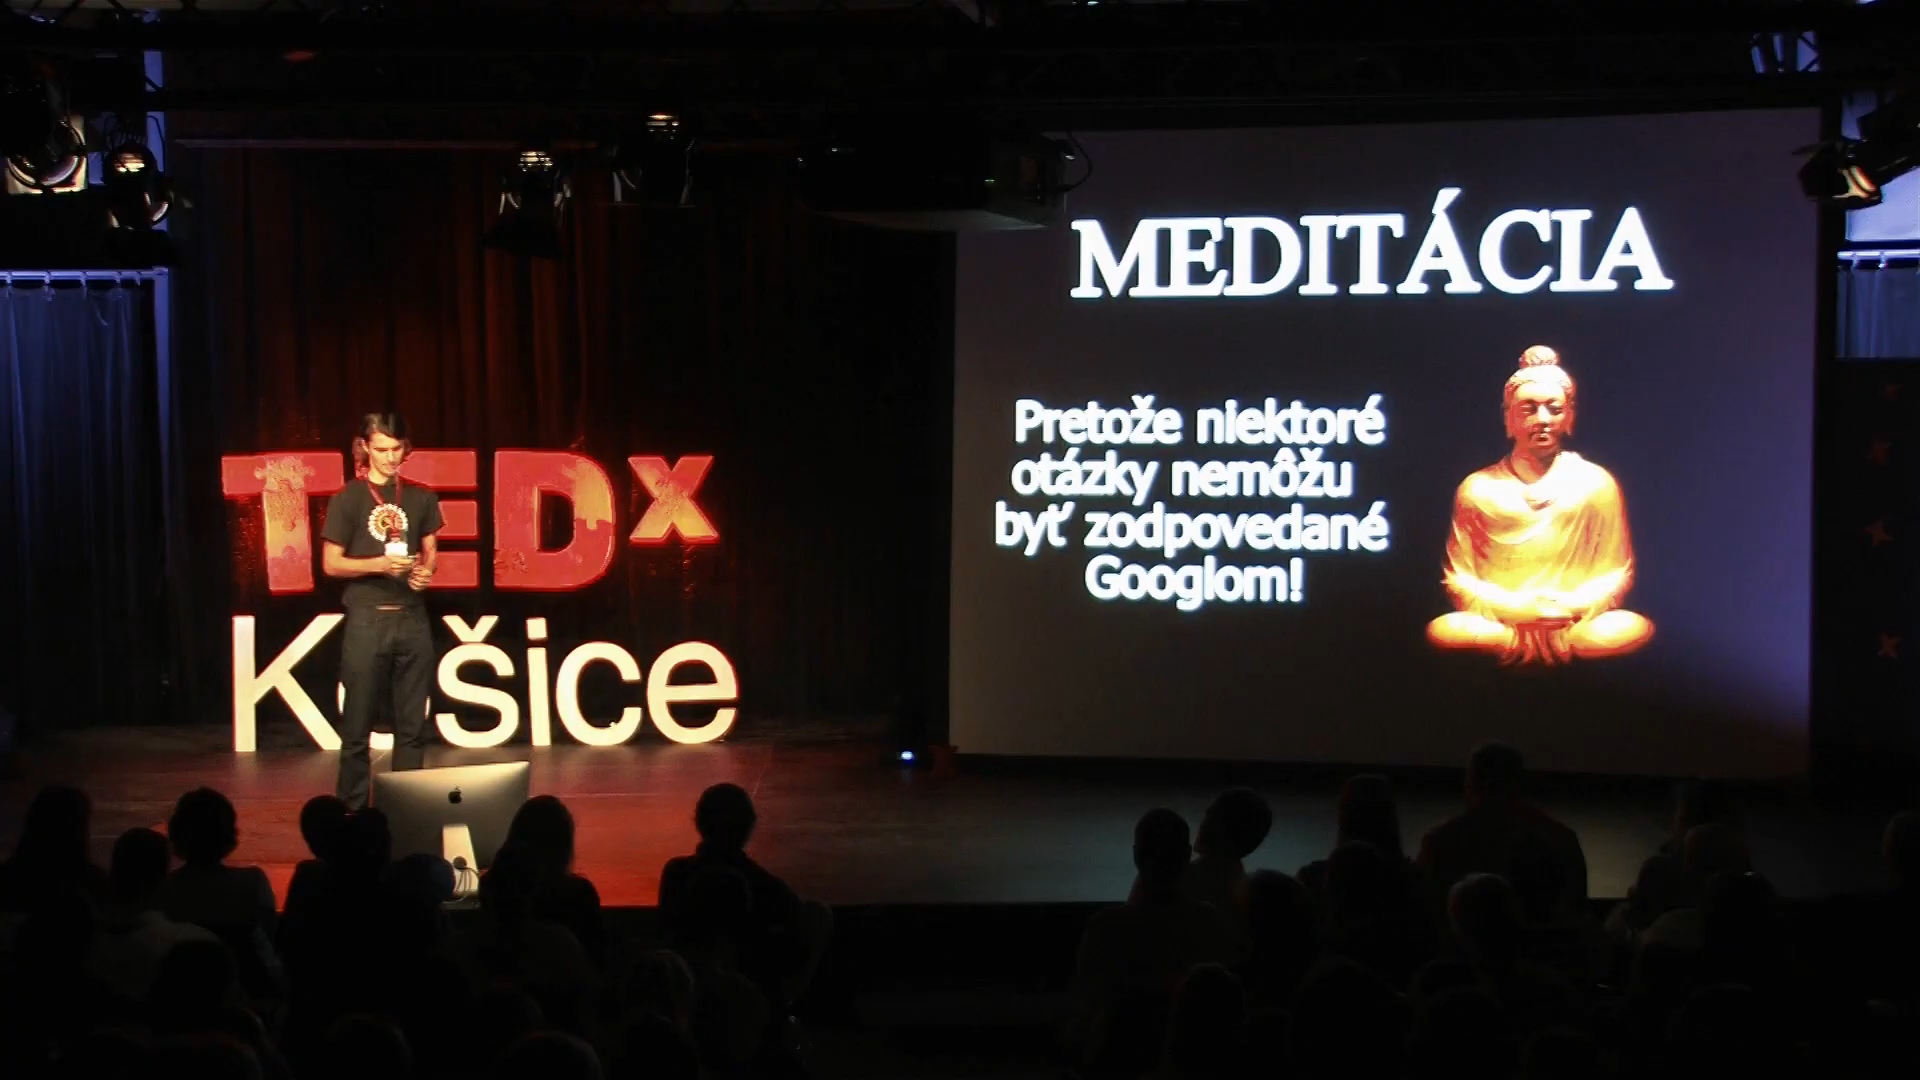 TEDx
Košice
MEDITÁCIA
Pretože niektoré
otázky nemôžu
byť zodpovedané
Googlom!